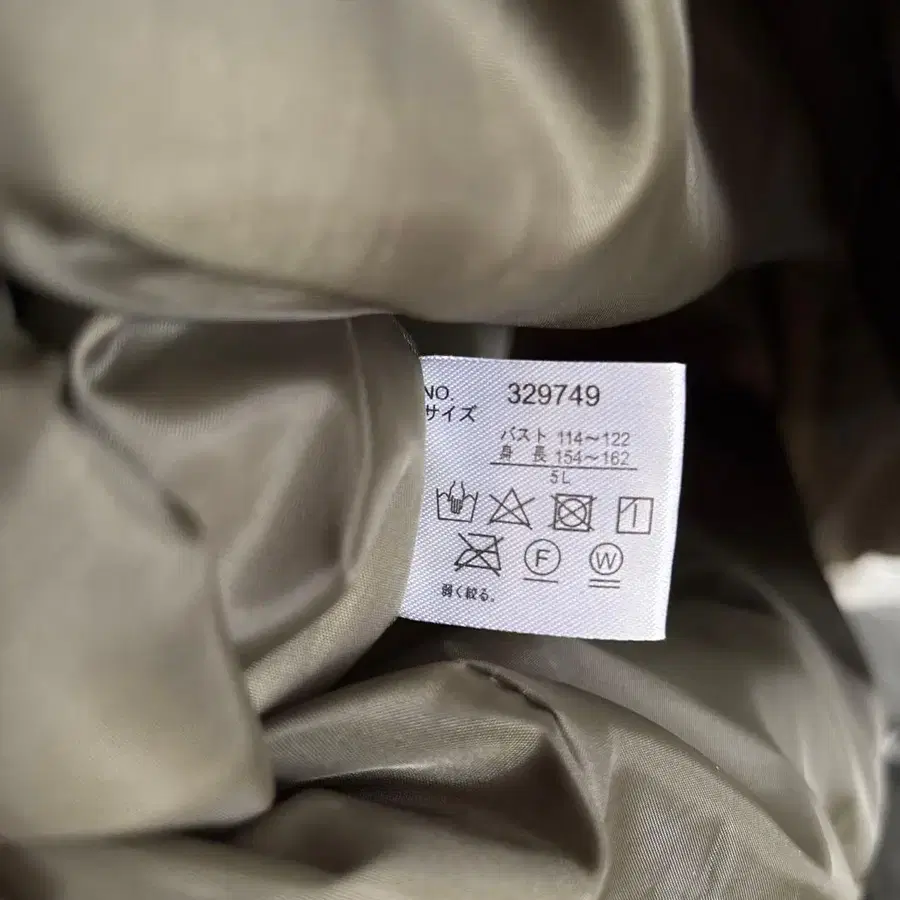 NO. 329749
サイズ
バスト 114～122
身 長 154～162
5L
F W
弱く絞る。